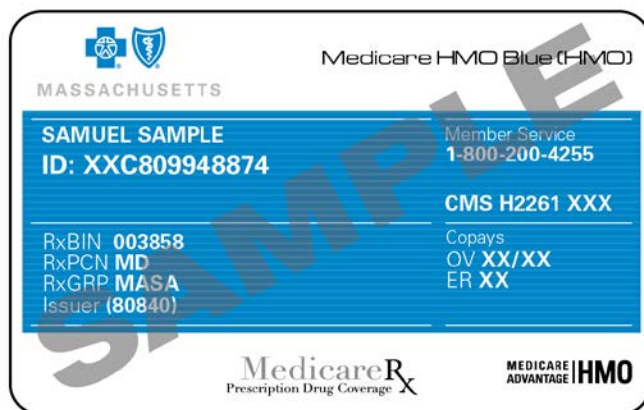 MASSACHUSETTS
Medicare HMO Blue (HMO)
SAMUEL SAMPLE
ID: XXC809948874
Member Service
1-800-200-4255
CMS H2261 XXX
RxBIN 003858
RxPCN MD
RxGRP MASA
Issuer (80840)
Copays
OV XX/XX
ER XX
SAMPLE
MedicareRx
Prescription Drug Coverage
MEDICARE
ADVANTAGE HMO